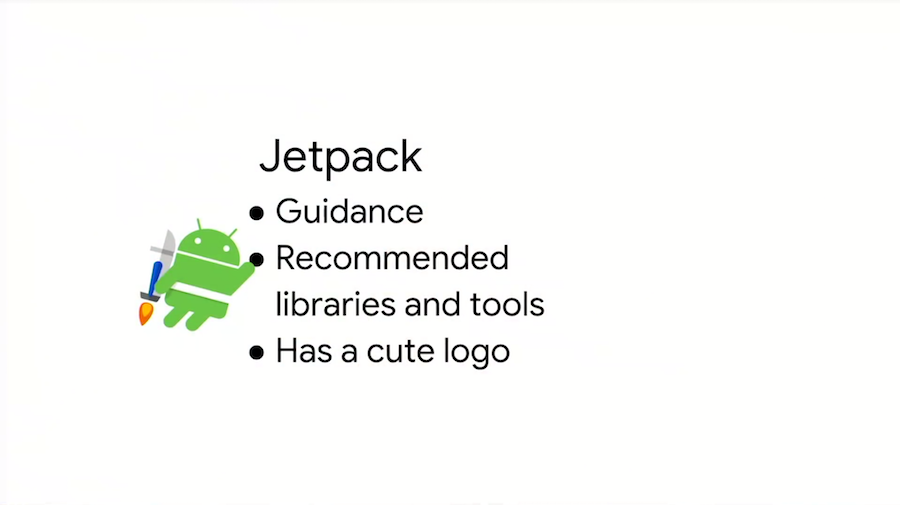 Jetpack
● Guidance
● Recommended
libraries and tools
● Has a cute logo